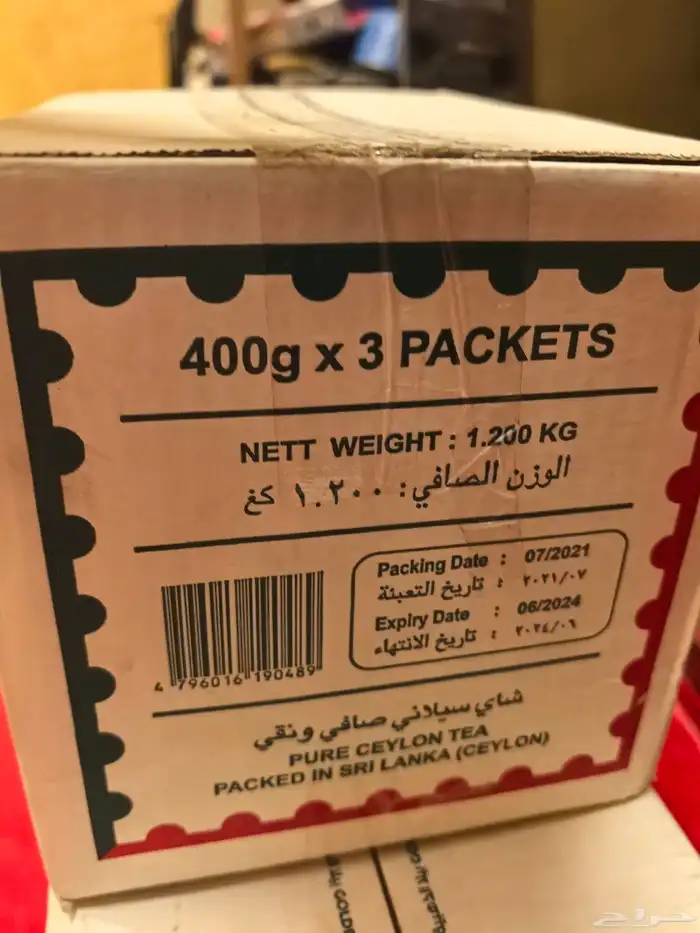 400g x 3 PACKETS
NETT WEIGHT : 1.200 KG
الوزن الصافي: ١.٢٠٠ كغ
Packing Date : 07/2021
تاريخ التعبئة : ٢٠٢١/٠٧
Expiry Date : 06/2024
تاريخ الانتهاء : ٢٠٢٤/٠٦
4 796016 190489
شاي سيلاني صافي ونقي
PURE CEYLON TEA
PACKED IN SRI LANKA (CEYLON)
حراج